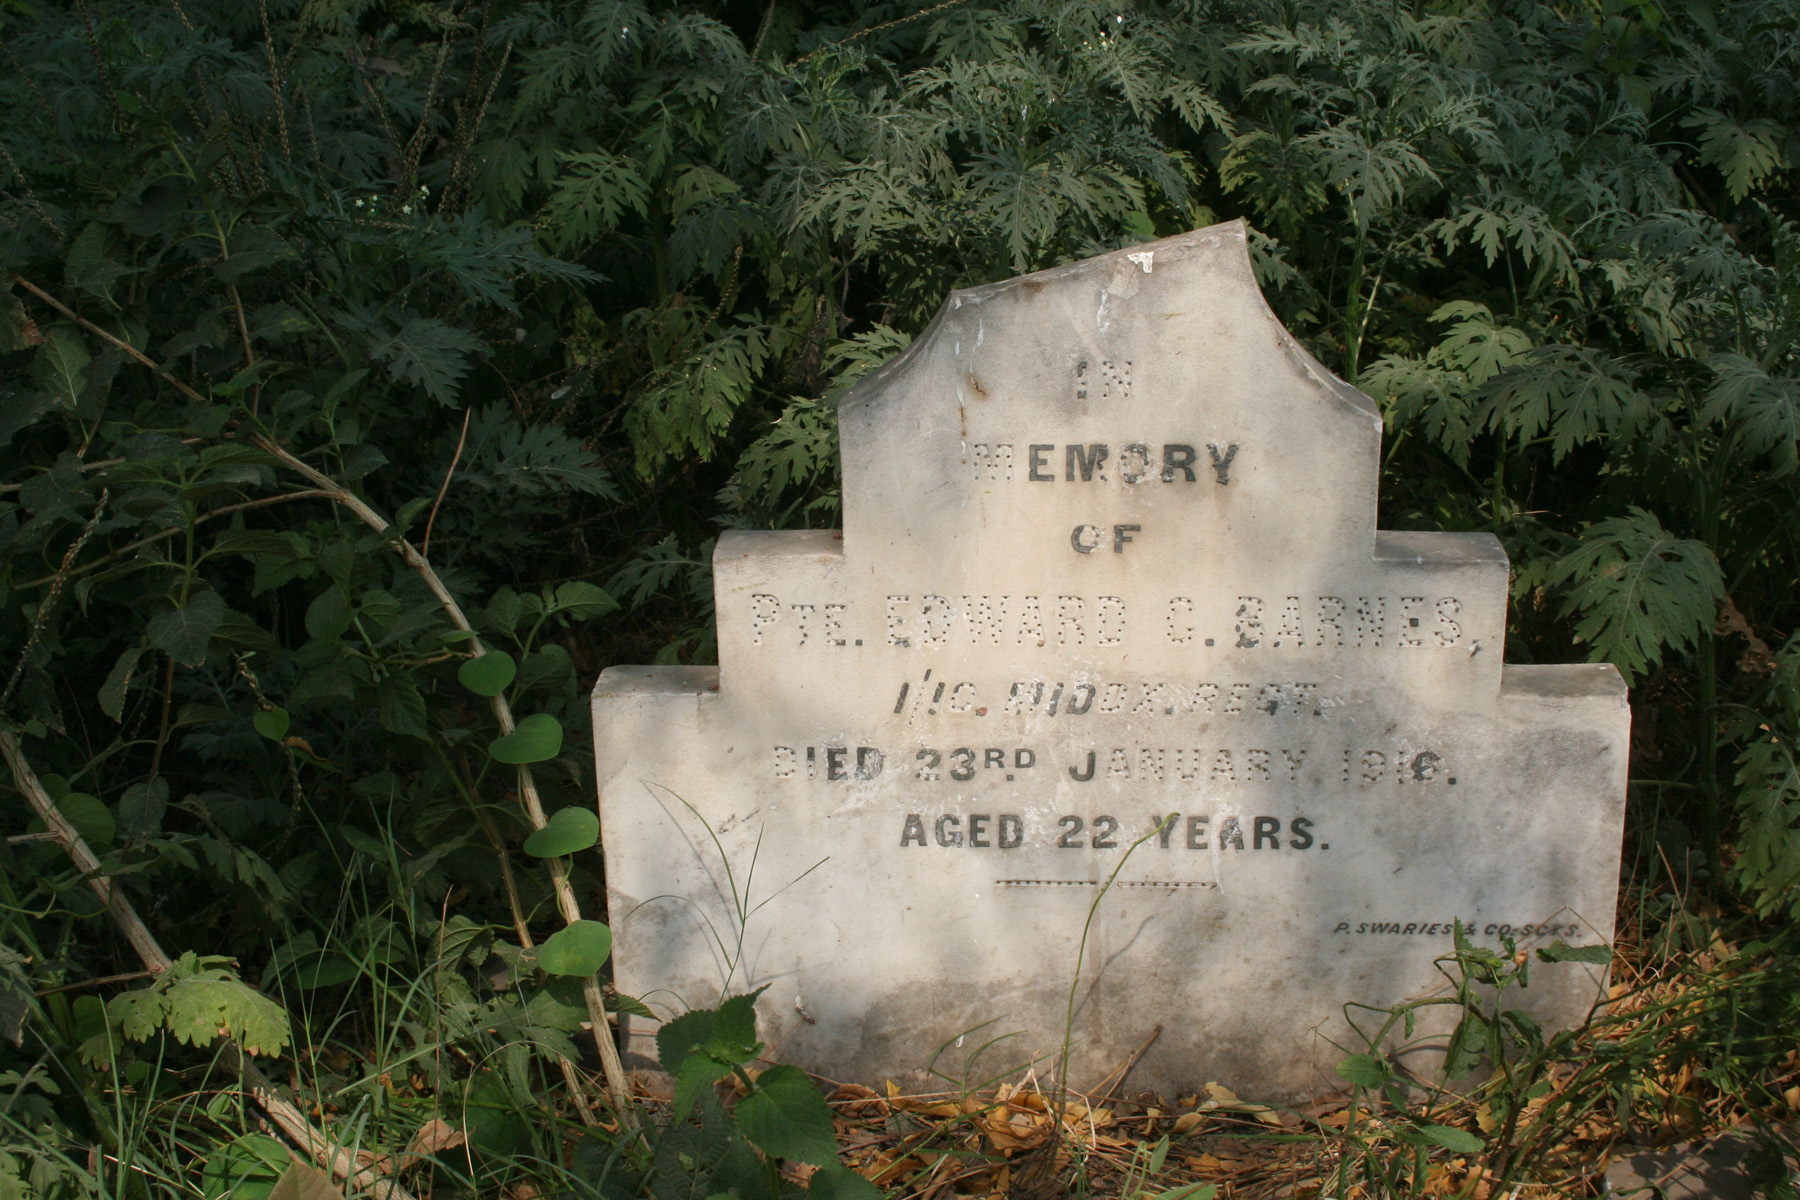 IN
MEMORY
OF
PTE. EDWARD C. BARNES,
1/10. MIDDX. REGT.
DIED 23RD JANUARY 1916.
AGED 22 YEARS.
P. SWARIES & CO. SCTS.